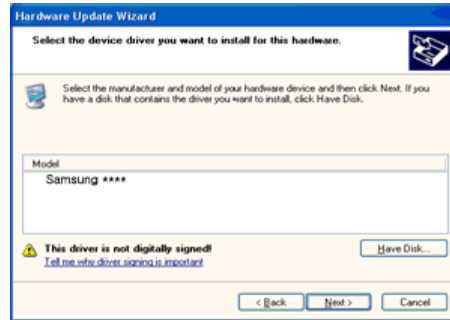 Hardware Update Wizard
Select the device driver you want to install for this hardware.
Select the manufacturer and model of your hardware device and then click Next. If you
have a disk that contains the driver you want to install, click Have Disk.
Model
Samsung ****
This driver is not digitally signed!
Have Disk...
Tell me why driver signing is important
< Back
Next >
Cancel